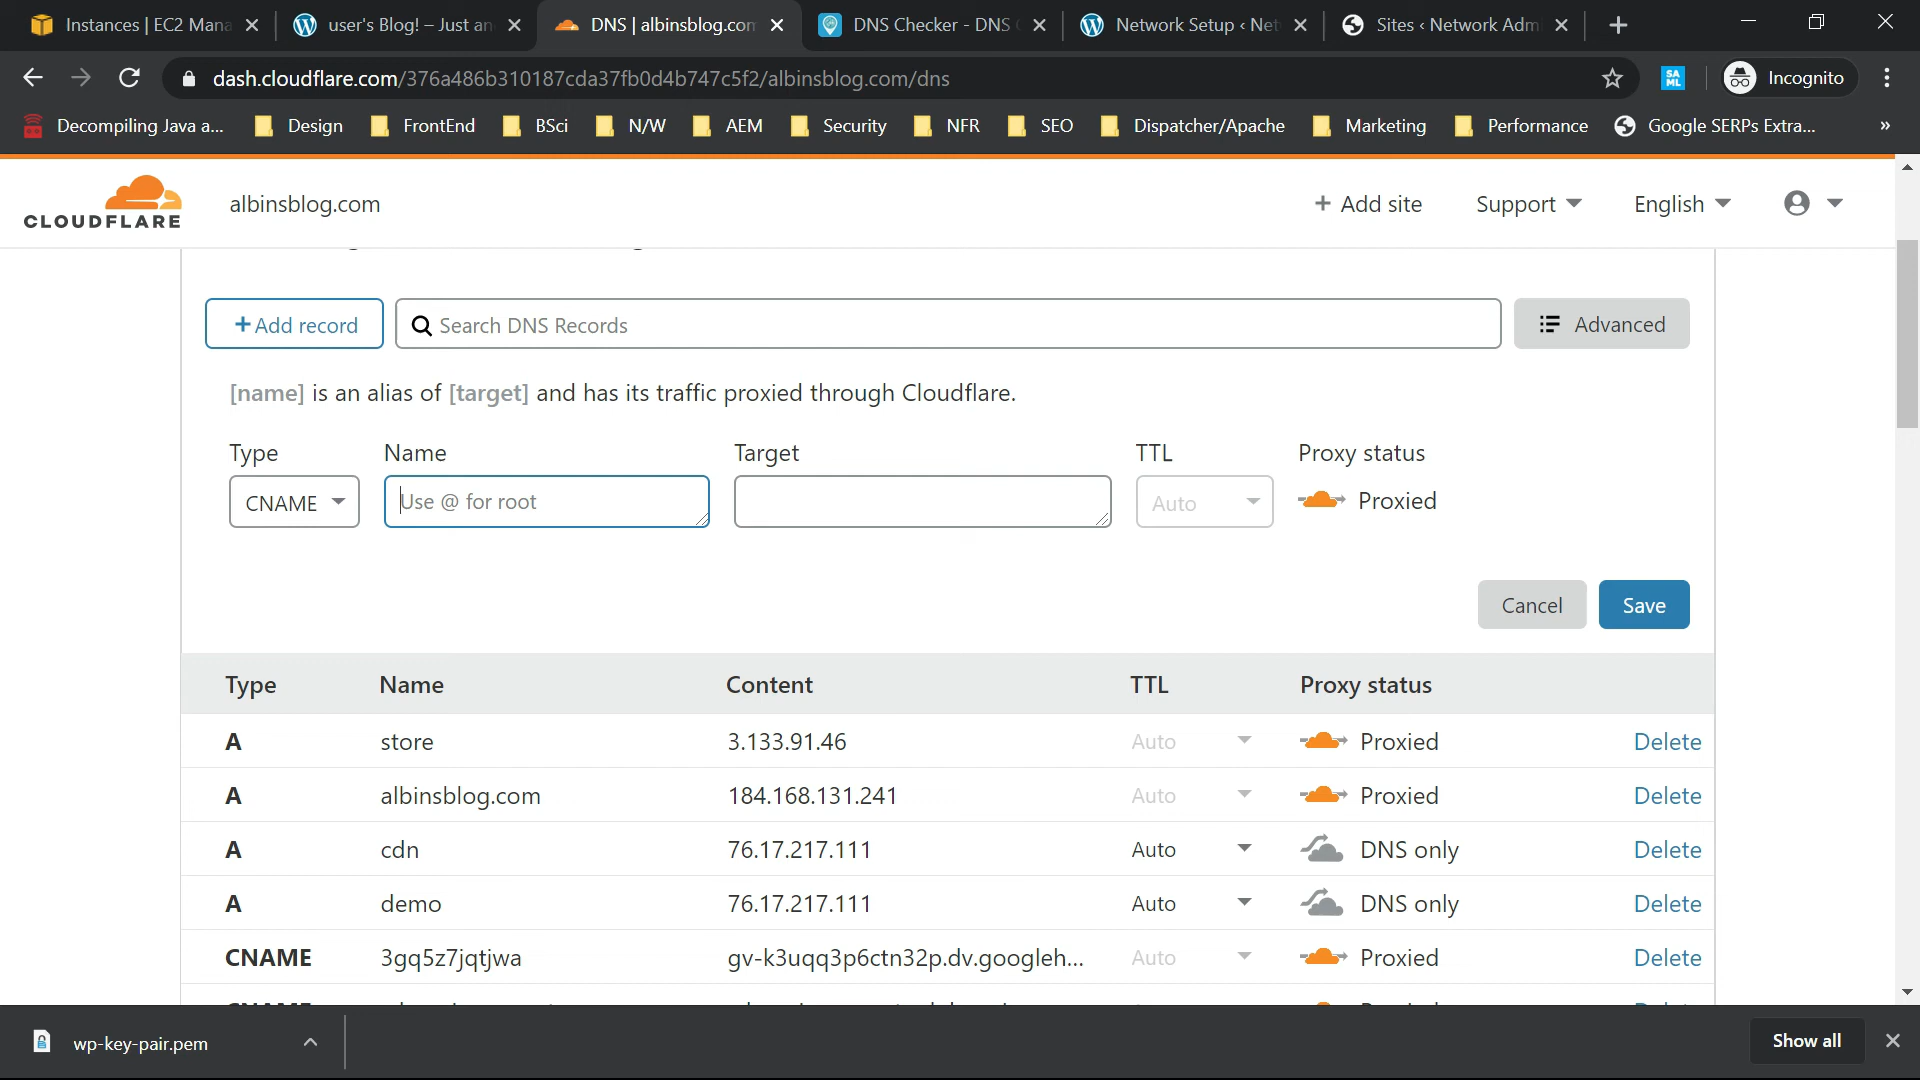 Instances | EC2 Mana
user's Blog! – Just an
DNS | albinsblog.com
DNS Checker - DNS
Network Setup ‹ Net
Sites ‹ Network Adm
dash.cloudflare.com/376a486b310187cda37fb0d4b747c5f2/albinsblog.com/dns
SA
ML
Incognito
Decompiling Java a...
Design
FrontEnd
BSci
N/W
AEM
Security
NFR
SEO
Dispatcher/Apache
Marketing
Performance
Google SERPs Extra...
»
CLOUDFLARE
albinsblog.com
+ Add site
Support
English
+ Add record
Search DNS Records
Advanced
[name] is an alias of [target] and has its traffic proxied through Cloudflare.
Type Name Target TTL Proxy status
CNAME Use @ for root Auto Proxied
Cancel Save
Type Name Content TTL Proxy status
A store 3.133.91.46 Auto Proxied Delete
A albinsblog.com 184.168.131.241 Auto Proxied Delete
A cdn 76.17.217.111 Auto DNS only Delete
A demo 76.17.217.111 Auto DNS only Delete
CNAME 3gq5z7jqtjwa gv-k3uqq3p6ctn32p.dv.googleh... Auto Proxied Delete
wp-key-pair.pem
Show all